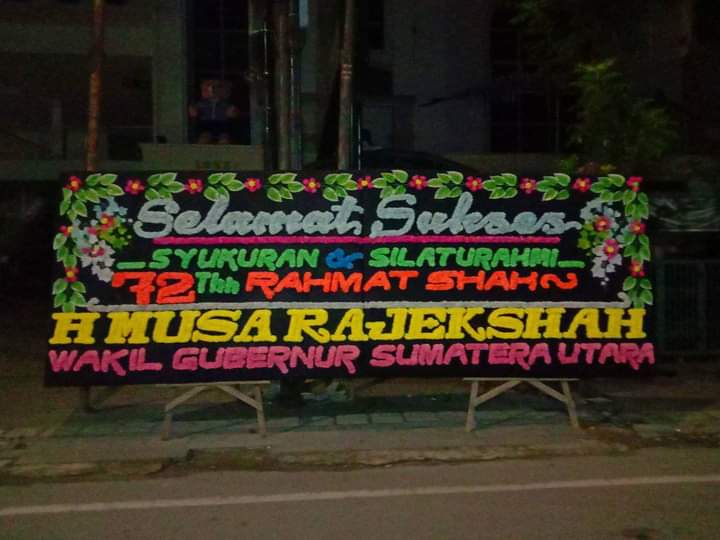 Selamat Sukses
SYUKURAN & SILATURAHMI
72 Thn RAHMAT SHAH
H MUSA RAJEKSHAH
WAKIL GUBERNUR SUMATERA UTARA